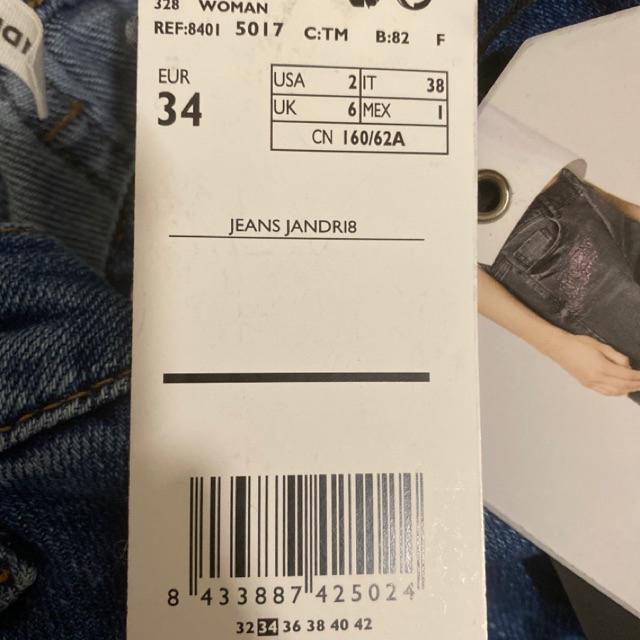 328 WOMAN
REF:8401 5017 C:TM B:82 F
EUR
34
USA 2 IT 38
UK 6 MEX 1
CN 160/62A
JEANS JANDRI8
8 433887 425024
32 34 36 38 40 42